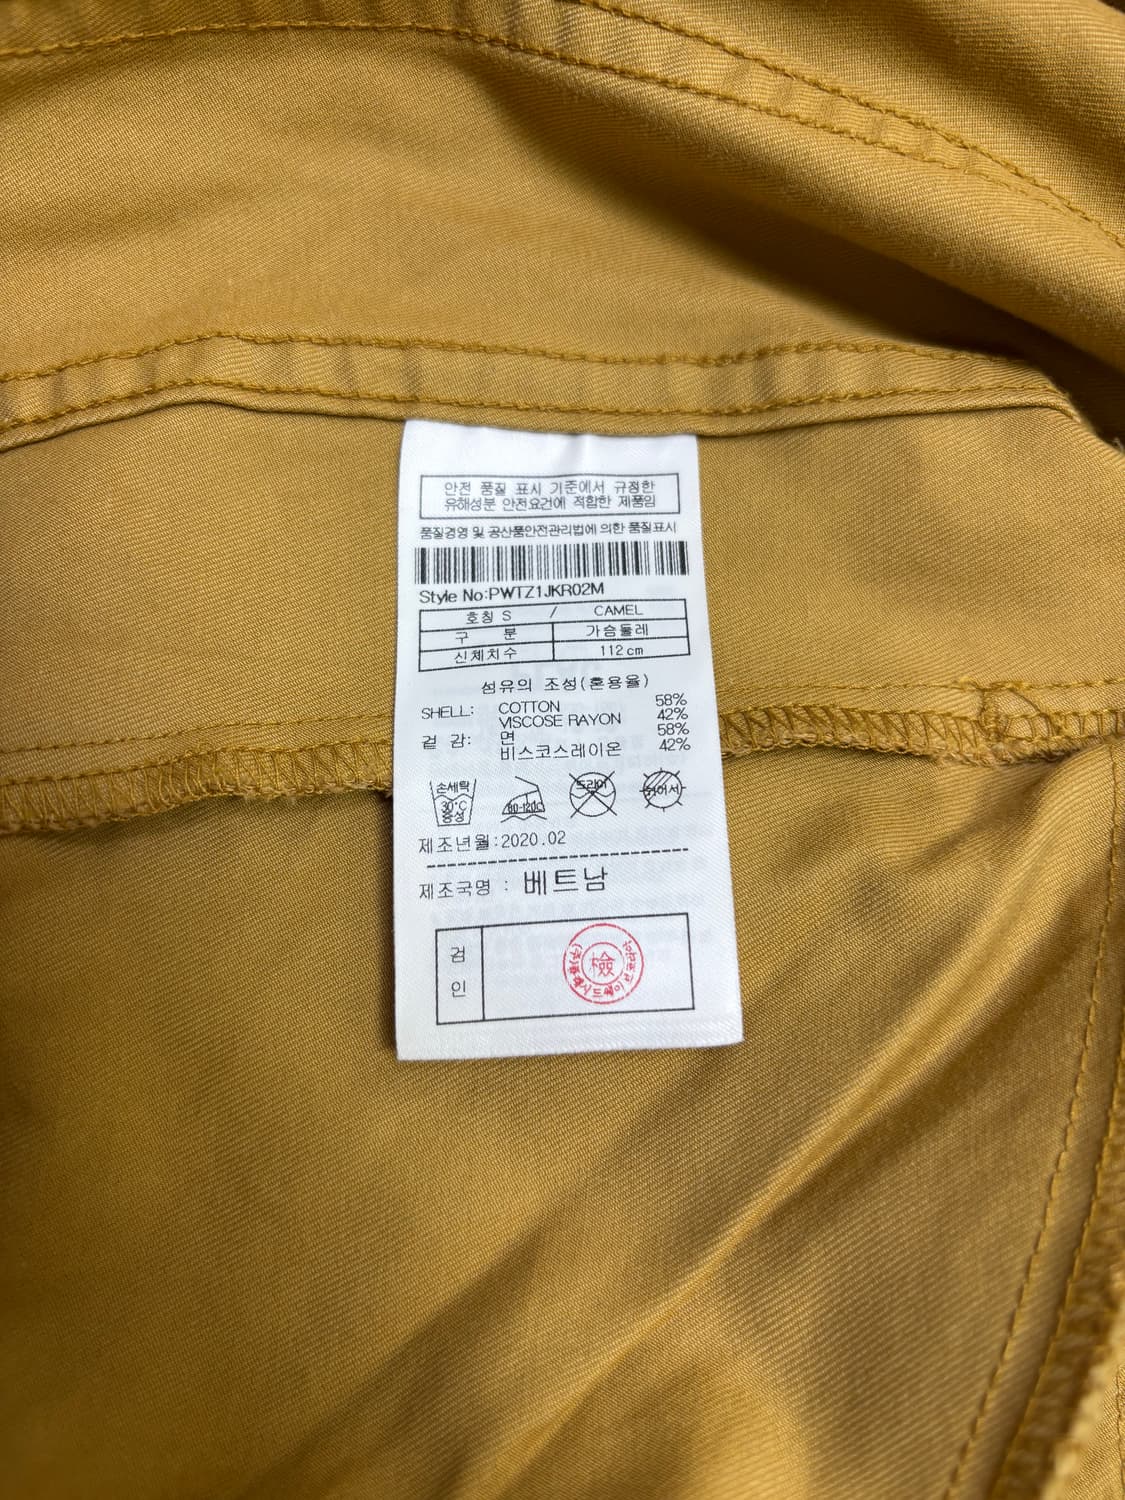 안전 품질 표시 기준에서 규정한
유해성분 안전요건에 적합한 제품임
품질경영 및 공산품안전관리법에 의한 품질표시
Style No:PWTZ1JKR02M
호칭 S / CAMEL
구 분 가슴둘레
신체치수 112cm
섬유의 조성(혼용율)
SHELL: COTTON 58%
VISCOSE RAYON 42%
겉 감: 면 58%
비스코스레이온 42%
손세탁 30°C 중성
80-120C
드라이
뉘어서
제조년월:2020.02
제조국명 : 베트남
검인
檢